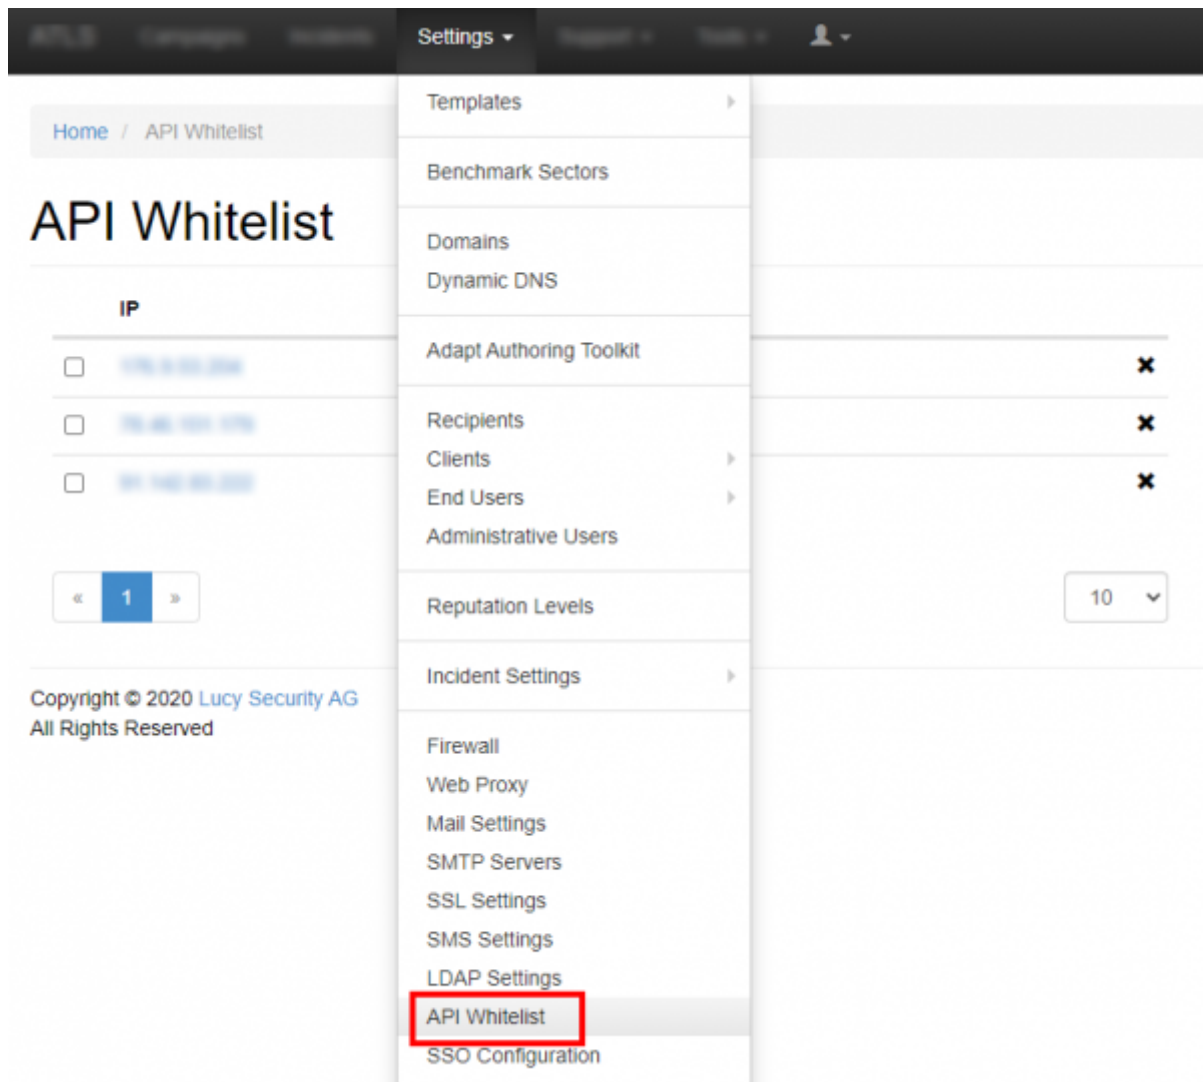 Settings
Home / API Whitelist
API Whitelist
IP
« 1 »
10
Copyright © 2020 Lucy Security AG
All Rights Reserved
Templates
Benchmark Sectors
Domains
Dynamic DNS
Adapt Authoring Toolkit
Recipients
Clients
End Users
Administrative Users
Reputation Levels
Incident Settings
Firewall
Web Proxy
Mail Settings
SMTP Servers
SSL Settings
SMS Settings
LDAP Settings
API Whitelist
SSO Configuration